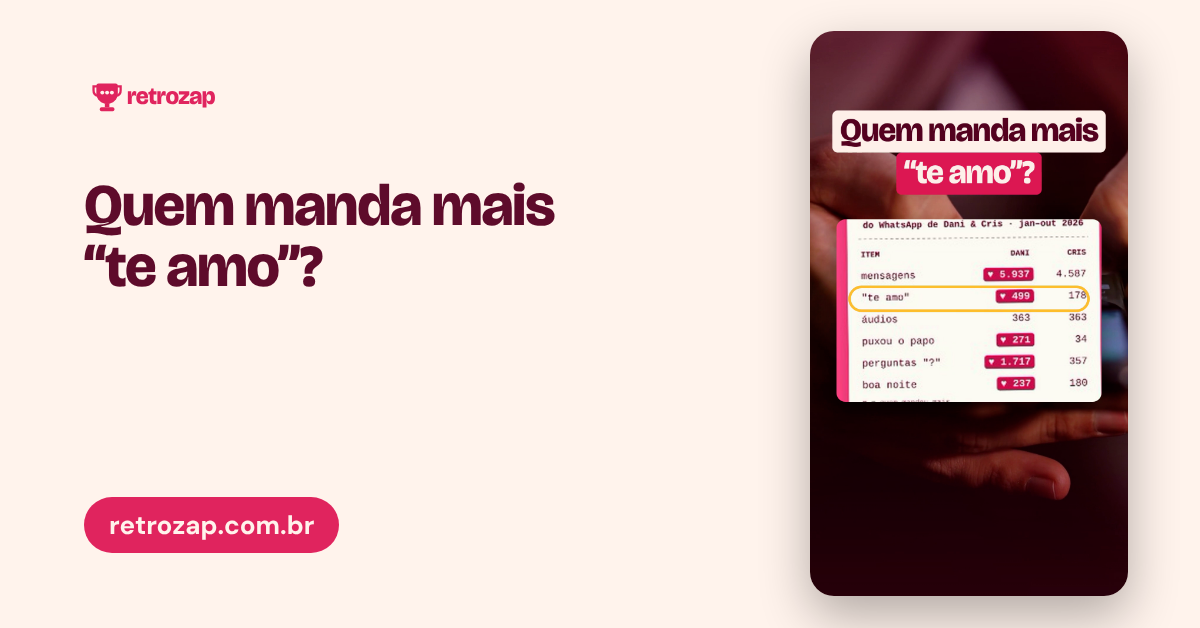 retrozap
Quem manda mais
“te amo”?
retrozap.com.br
Quem manda mais
“te amo”?
do WhatsApp de Dani & Cris · jan–out 2026
ITEM DANI CRIS
mensagens ♥ 5.937 4.587
"te amo" ♥ 499 178
áudios 363 363
puxou o papo ♥ 271 34
perguntas "?" ♥ 1.717 357
boa noite ♥ 237 180